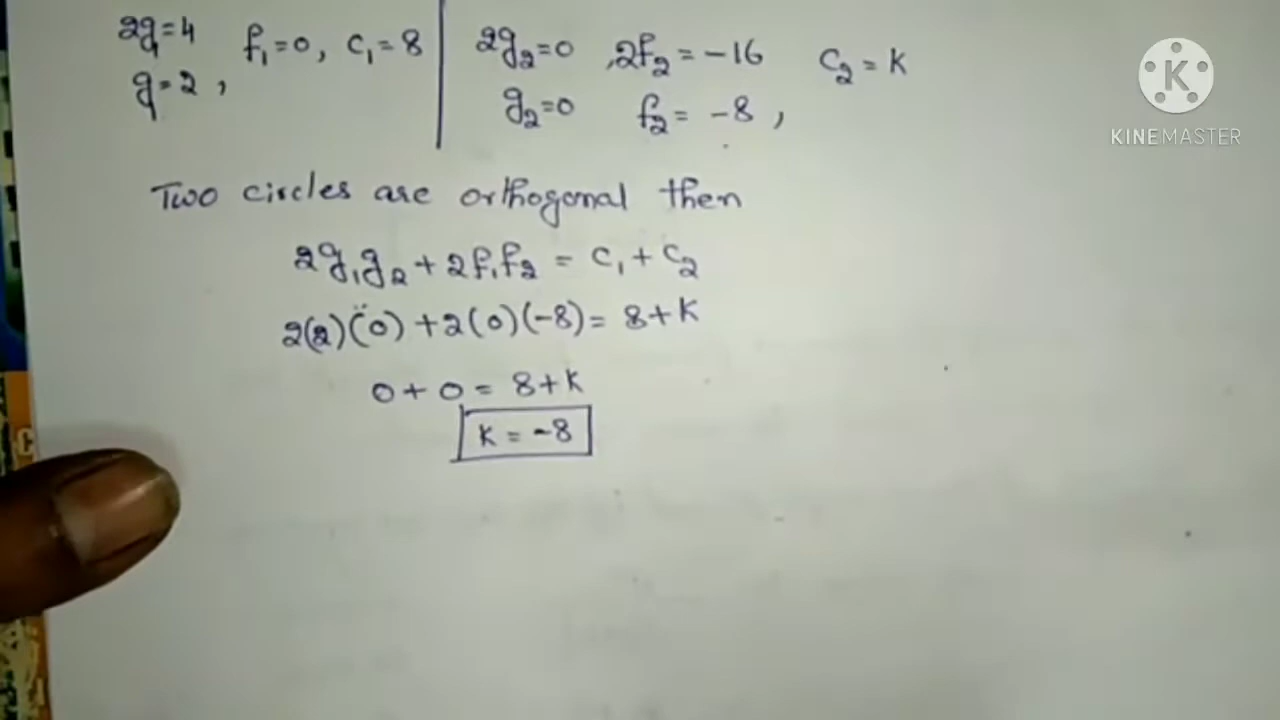 2g₁=4 f₁=0, c₁=8 2g₂=0 ,2f₂=-16 c₂=k
g=2, g₂=0 f₂= -8,
K
KINEMASTER
Two circles are orthogonal then
2g₁g₂+2f₁f₂ = c₁+c₂
2(2)(0)+2(0)(-8)= 8+k
0+0= 8+k
k = -8
C